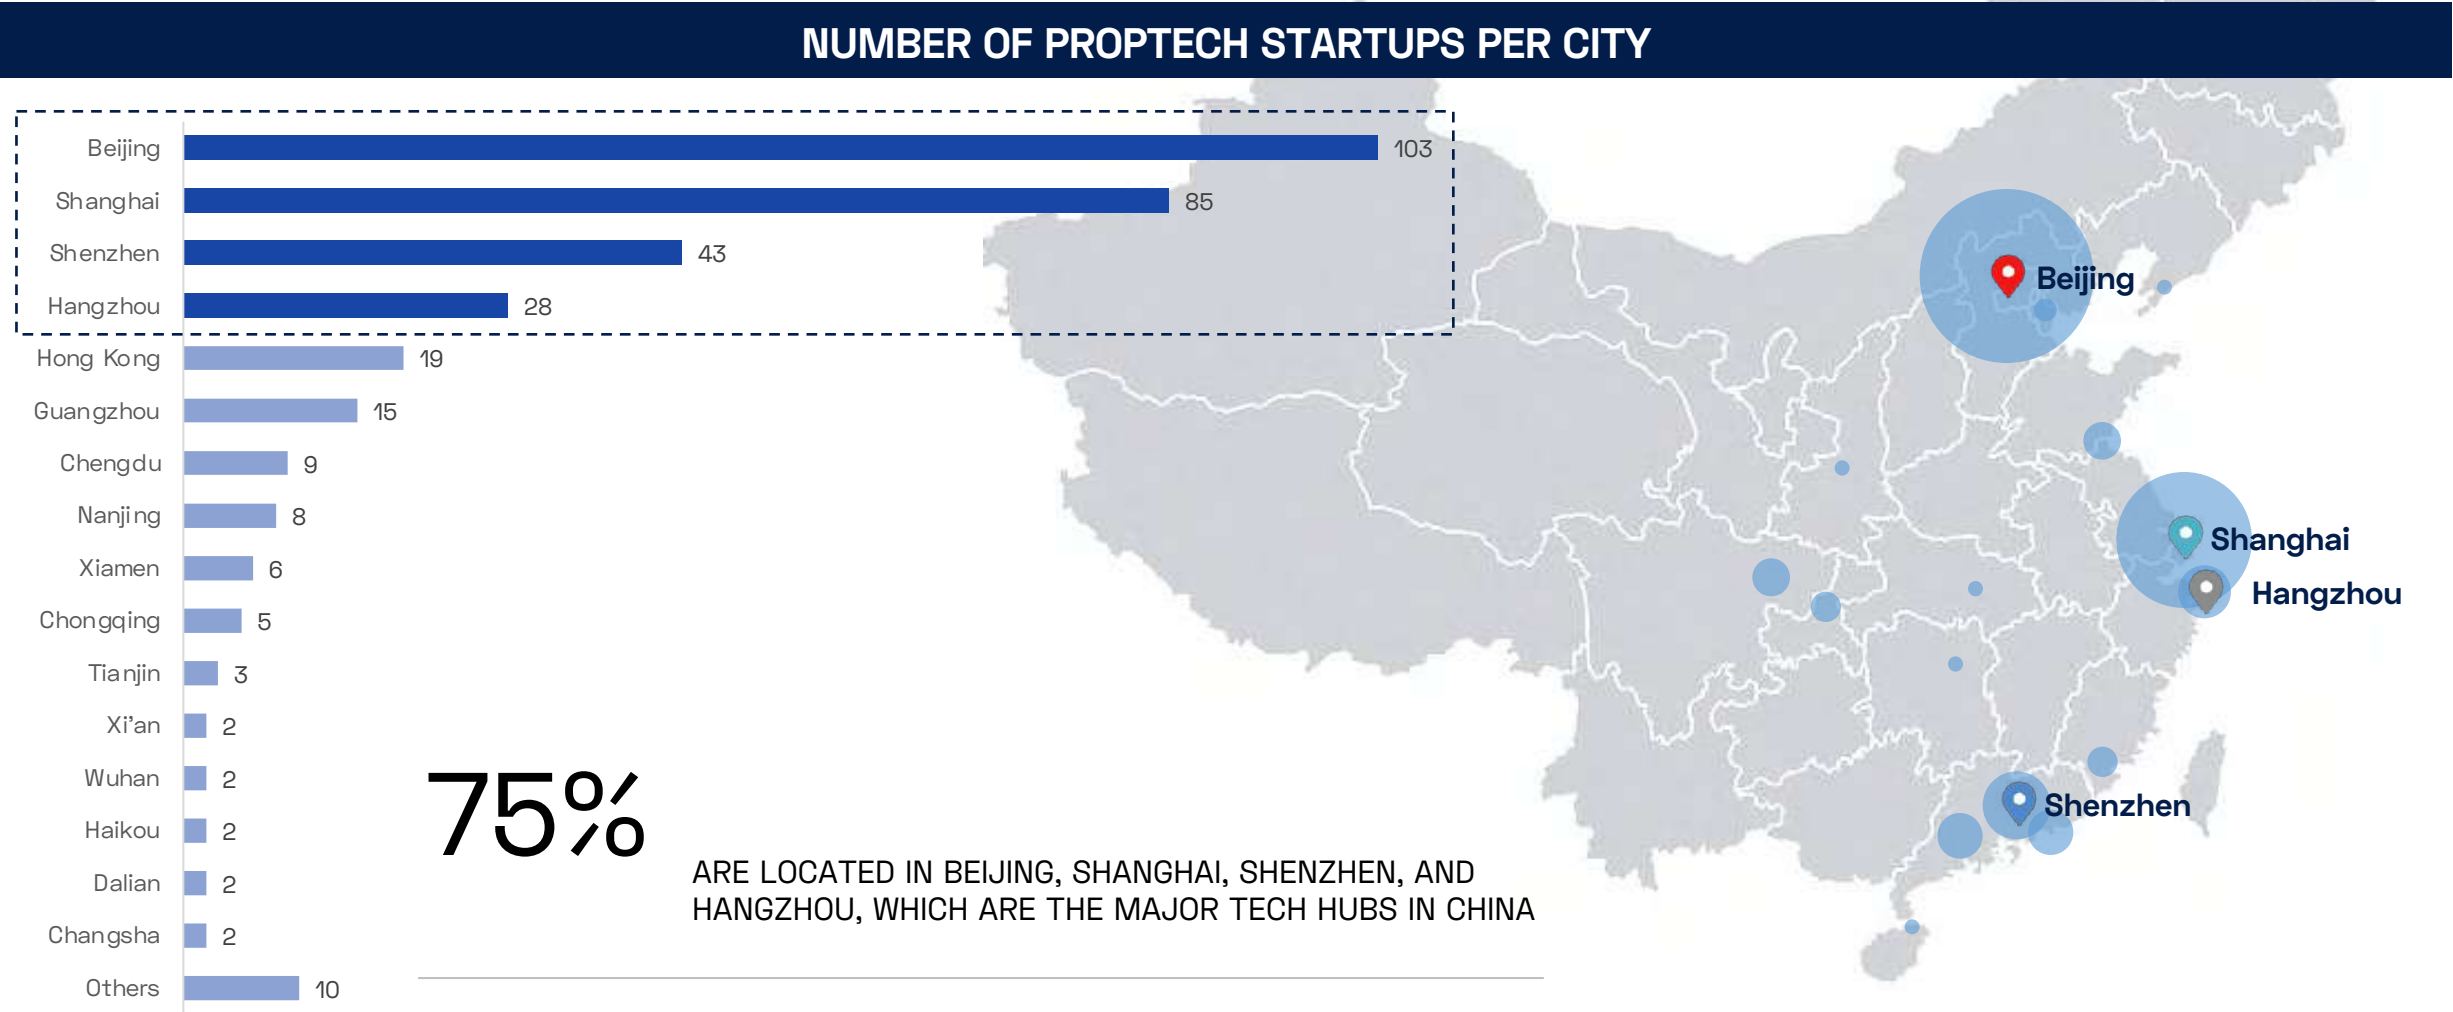 NUMBER OF PROPTECH STARTUPS PER CITY
Beijing 103
Shanghai 85
Shenzhen 43
Hangzhou 28
Hong Kong 19
Guangzhou 15
Chengdu 9
Nanjing 8
Xiamen 6
Chongqing 5
Tianjin 3
Xi’an 2
Wuhan 2
Haikou 2
Dalian 2
Changsha 2
Others 10
75%
ARE LOCATED IN BEIJING, SHANGHAI, SHENZHEN, AND
HANGZHOU, WHICH ARE THE MAJOR TECH HUBS IN CHINA
Beijing
Shanghai
Hangzhou
Shenzhen